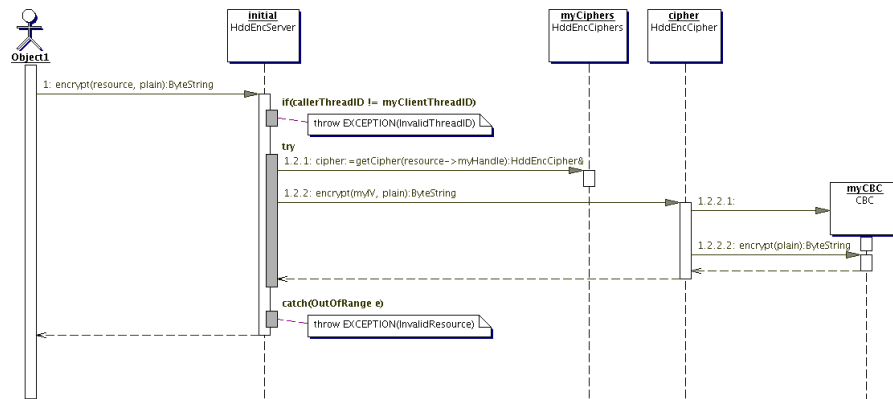 initial
HddEncServer
myCiphers
HddEncCiphers
cipher
HddEncCipher
Object1
1: encrypt(resource, plain):ByteString
if(callerThreadID != myClientThreadID)
throw EXCEPTION(InvalidThreadID)
try
1.2.1: cipher:=getCipher(resource->myHandle):HddEncCipher&
1.2.2: encrypt(myIV, plain):ByteString
1.2.2.1:
myCBC
CBC
1.2.2.2: encrypt(plain):ByteString
catch(OutOfRange e)
throw EXCEPTION(InvalidResource)